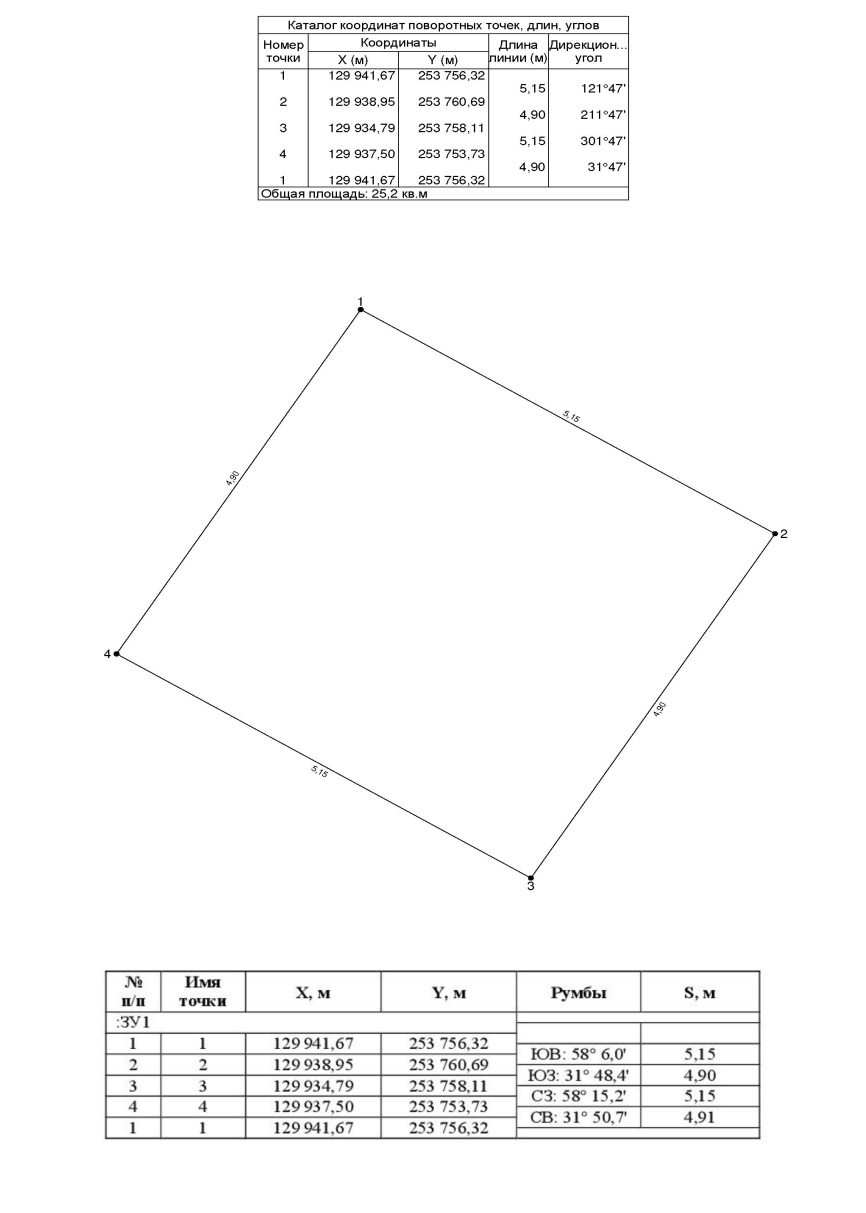 Каталог координат поворотных точек, длин, углов
Номер точки Координаты Длина линии (м) Дирекцион... угол
X (м) Y (м)
1 129 941,67 253 756,32
5,15 121°47'
2 129 938,95 253 760,69
4,90 211°47'
3 129 934,79 253 758,11
5,15 301°47'
4 129 937,50 253 753,73
4,90 31°47'
1 129 941,67 253 756,32
Общая площадь: 25,2 кв.м
1
5,15
4,90
2
4
4,90
5,15
3
№ п/п Имя точки X, м Y, м Румбы S, м
:ЗУ1
1 1 129 941,67 253 756,32
ЮВ: 58° 6,0' 5,15
2 2 129 938,95 253 760,69
ЮЗ: 31° 48,4' 4,90
3 3 129 934,79 253 758,11
СЗ: 58° 15,2' 5,15
4 4 129 937,50 253 753,73
СВ: 31° 50,7' 4,91
1 1 129 941,67 253 756,32